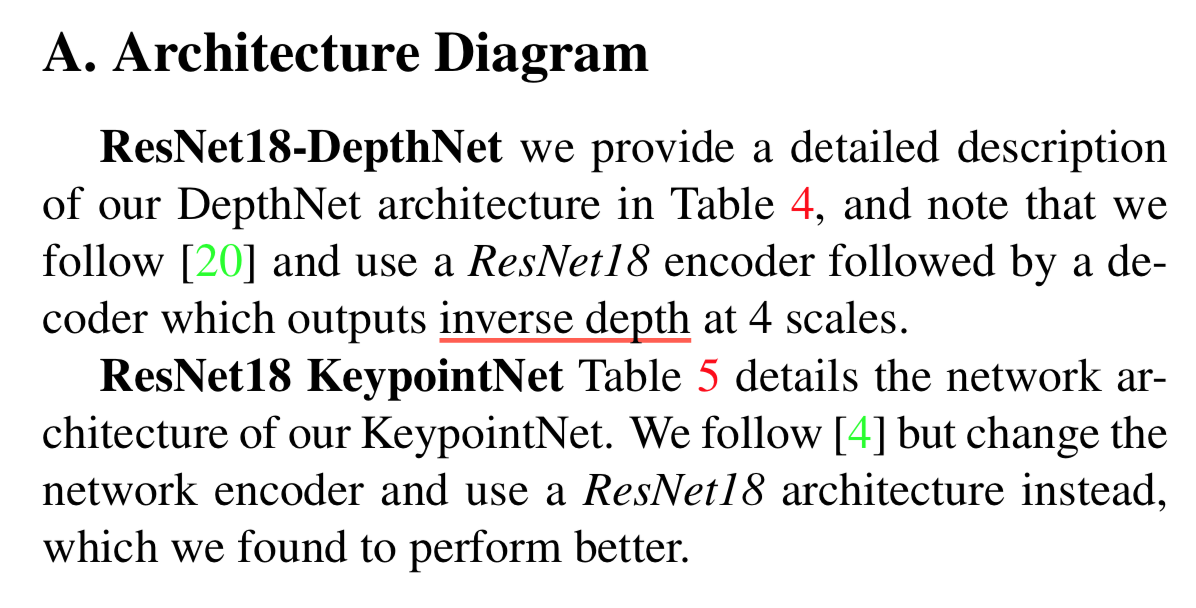 A. Architecture Diagram
ResNet18-DepthNet we provide a detailed description
of our DepthNet architecture in Table 4, and note that we
follow [20] and use a ResNet18 encoder followed by a de-
coder which outputs inverse depth at 4 scales.
ResNet18 KeypointNet Table 5 details the network ar-
chitecture of our KeypointNet. We follow [4] but change the
network encoder and use a ResNet18 architecture instead,
which we found to perform better.